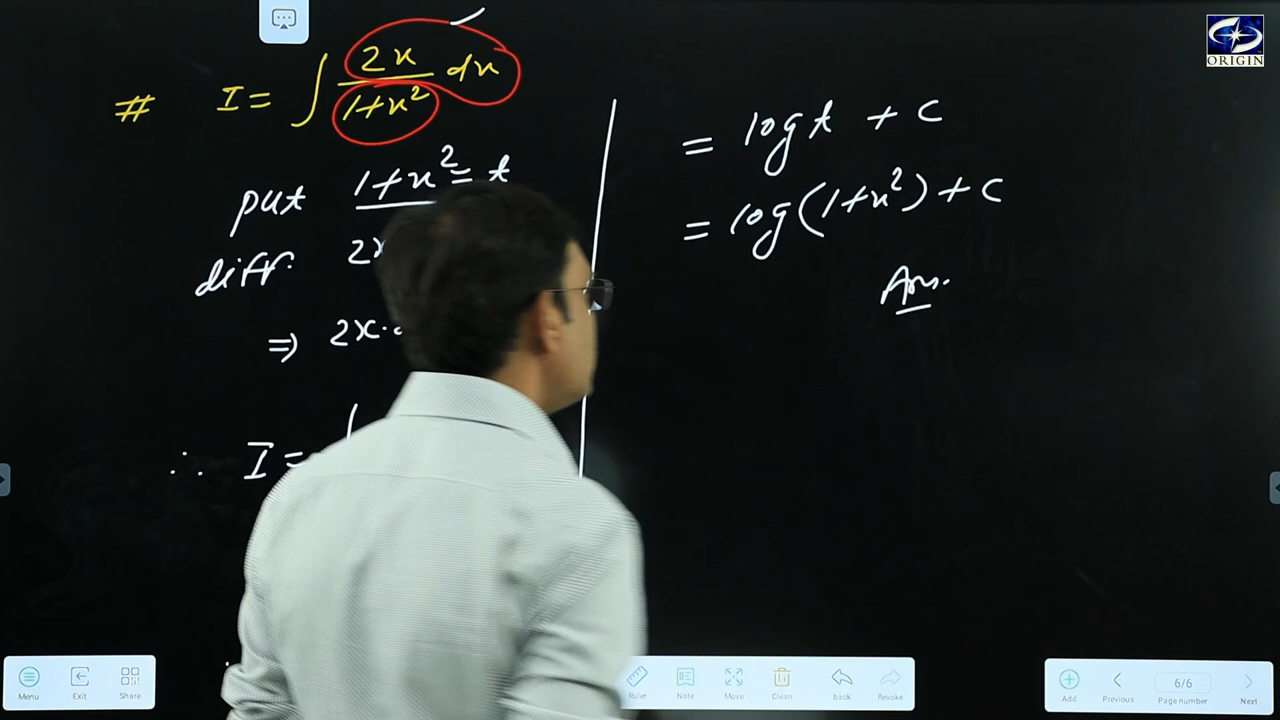 # I = ∫ 2x/1+x² dx
put 1+x² = t
diff. 2x
⇒ 2x.
∴ I =
= log t + c
= log(1+x²) + c
Ans.
ORIGIN
Menu Exit Share
Ruler Note Move Clean back Revoke
Add Previous 6/6 Page number Next